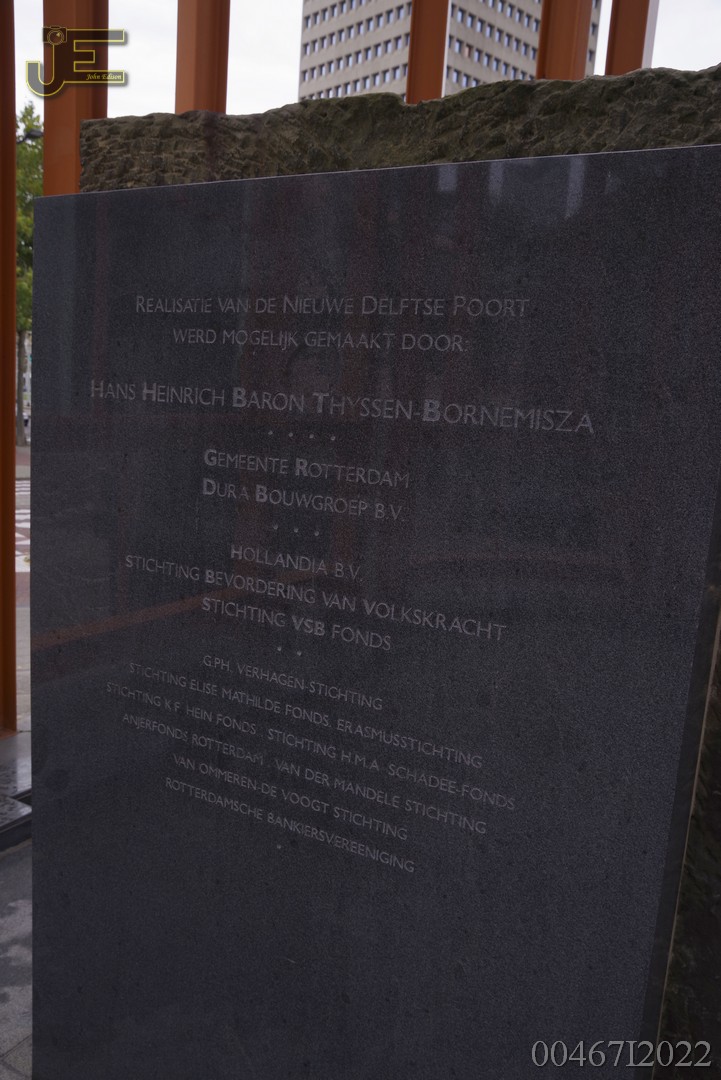 JE
John Edison
REALISATIE VAN DE NIEUWE DELFTSE POORT
WERD MOGELIJK GEMAAKT DOOR:
HANS HEINRICH BARON THYSSEN-BORNEMISZA
GEMEENTE ROTTERDAM
DURA BOUWGROEP B.V.
HOLLANDIA B.V.
STICHTING BEVORDERING VAN VOLKSKRACHT
STICHTING VSB FONDS
G.PH. VERHAGEN-STICHTING
STICHTING ELISE MATHILDE FONDS, ERASMUSSTICHTING
STICHTING K.F. HEIN FONDS, STICHTING H.M.A. SCHADEE-FONDS
ANJERFONDS ROTTERDAM, VAN DER MANDELE STICHTING
VAN OMMEREN-DE VOOGT STICHTING
ROTTERDAMSCHE BANKIERSVEREENIGING
00467I2022